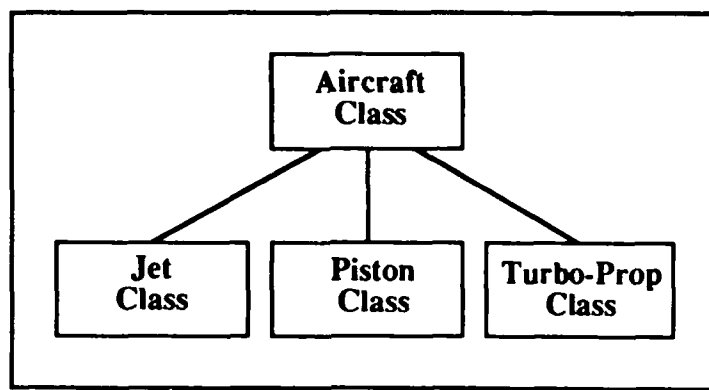 Aircraft
Class
Jet
Class
Piston
Class
Turbo-Prop
Class